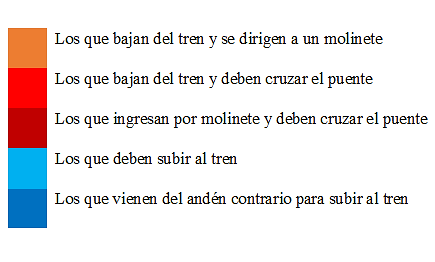 Los que bajan del tren y se dirigen a un molinete
Los que bajan del tren y deben cruzar el puente
Los que ingresan por molinete y deben cruzar el puente
Los que deben subir al tren
Los que vienen del andén contrario para subir al tren